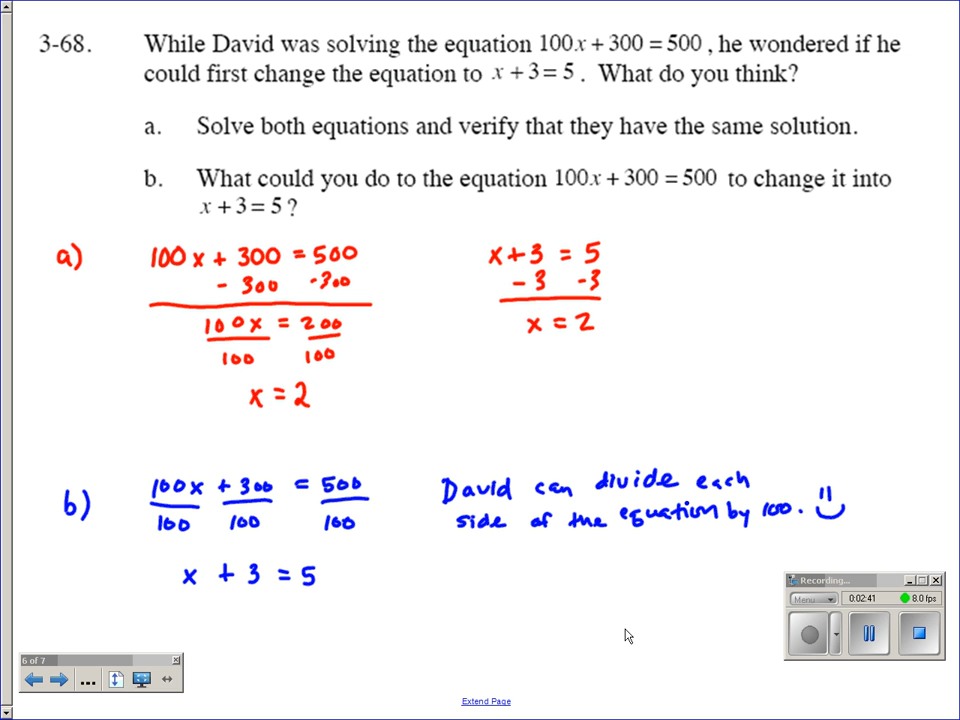 3-68. While David was solving the equation 100x + 300 = 500, he wondered if he
could first change the equation to x + 3 = 5. What do you think?
a. Solve both equations and verify that they have the same solution.
b. What could you do to the equation 100x + 300 = 500 to change it into
x + 3 = 5?
a) 100x + 300 = 500
- 300 -300
100x = 200
100 100
x = 2
x + 3 = 5
- 3 -3
x = 2
b) 100x + 300 = 500
100 100 100
x + 3 = 5
David can divide each
side of the equation by 100.
Recording...
Menu 0:02:41 8.0 fps
6 of 7
...
Extend Page